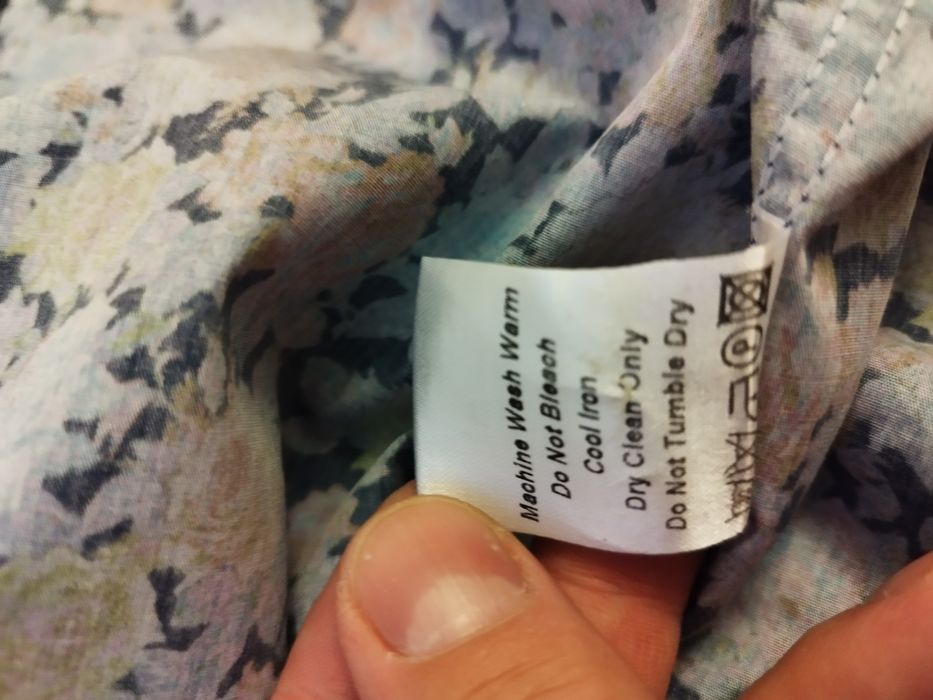 Machine Wash Warm
Do Not Bleach
Cool Iron
Dry Clean Only
Do Not Tumble Dry